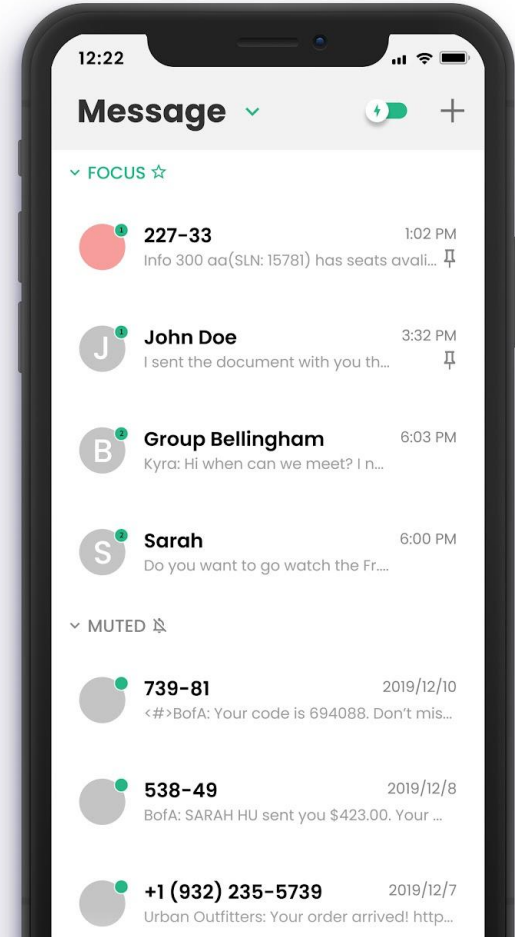 12:22
Message
FOCUS
1
227-33
1:02 PM
Info 300 aa(SLN: 15781) has seats avali...
J
1
John Doe
3:32 PM
I sent the document with you th...
B
2
Group Bellingham
6:03 PM
Kyra: Hi when can we meet? I n...
S
2
Sarah
6:00 PM
Do you want to go watch the Fr....
MUTED
739-81
2019/12/10
<#>BofA: Your code is 694088. Don’t mis...
538-49
2019/12/8
BofA: SARAH HU sent you $423.00. Your ...
+1 (932) 235-5739
2019/12/7
Urban Outfitters: Your order arrived! http...